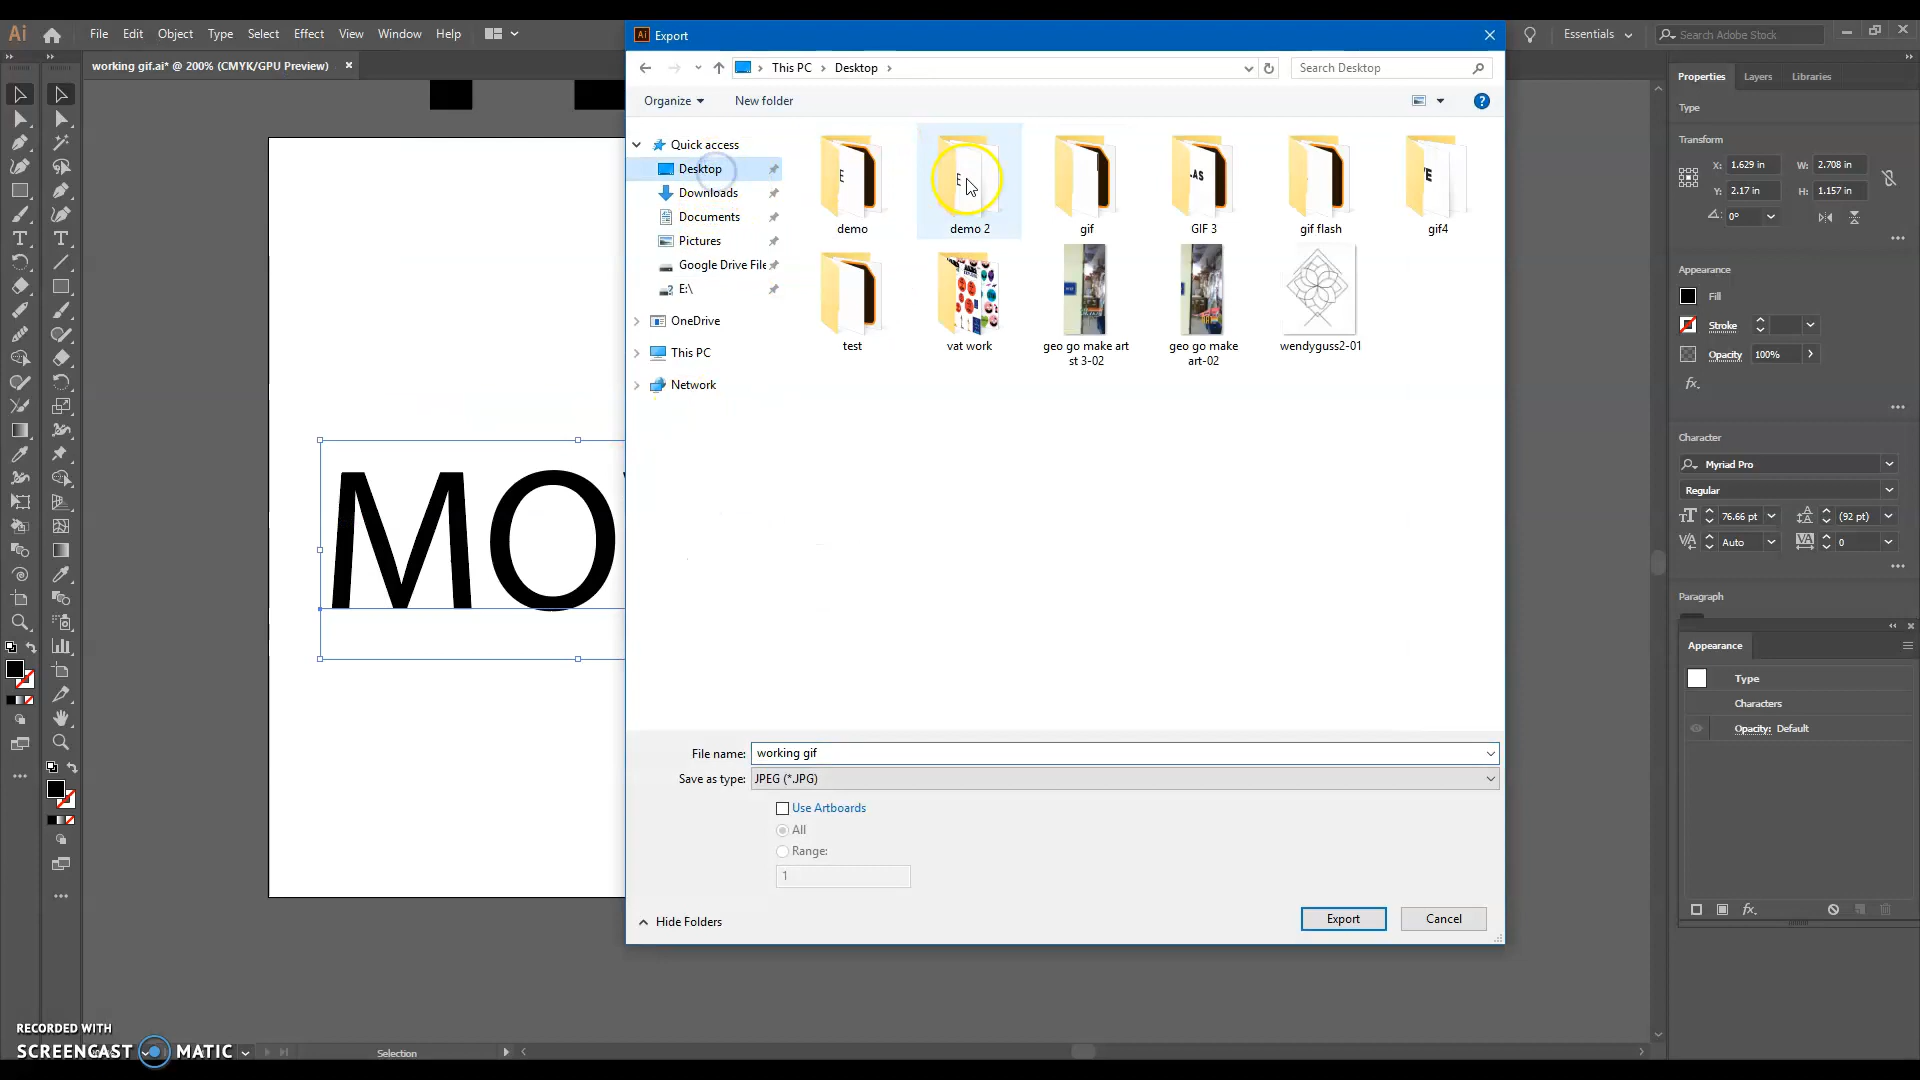 Ai File Edit Object Type Select Effect View Window Help Essentials Search Adobe Stock
working gif.ai* @ 200% (CMYK/GPU Preview) ×
Export
This PC Desktop
Search Desktop
Organize New folder
Quick access
Desktop
Downloads
Documents
Pictures
Google Drive File
E:\
OneDrive
This PC
Network
demo demo 2 gif GIF 3 gif flash gif4
test vat work geo go make art
st 3-02 geo go make
art-02 wendyguss2-01
MO
File name: working gif
Save as type: JPEG (*.JPG)
Use Artboards
All
Range:
1
Hide Folders
Export Cancel
Properties Layers Libraries
Type
Transform
X: 1.629 in W: 2.708 in
Y: 2.17 in H: 1.157 in
0°
Appearance
Fill
Stroke
Opacity 100%
fx.
Character
Myriad Pro
Regular
76.66 pt (92 pt)
Auto 0
Paragraph
Appearance
Type
Characters
Opacity: Default
fx.
RECORDED WITH
SCREENCAST MATIC
Selection